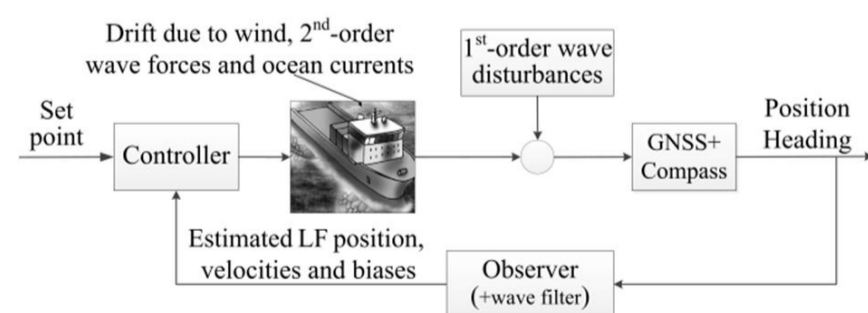 Drift due to wind, 2nd-order
wave forces and ocean currents
1st-order wave
disturbances
Set
point
Controller
GNSS+
Compass
Position
Heading
Estimated LF position,
velocities and biases
Observer
(+wave filter)